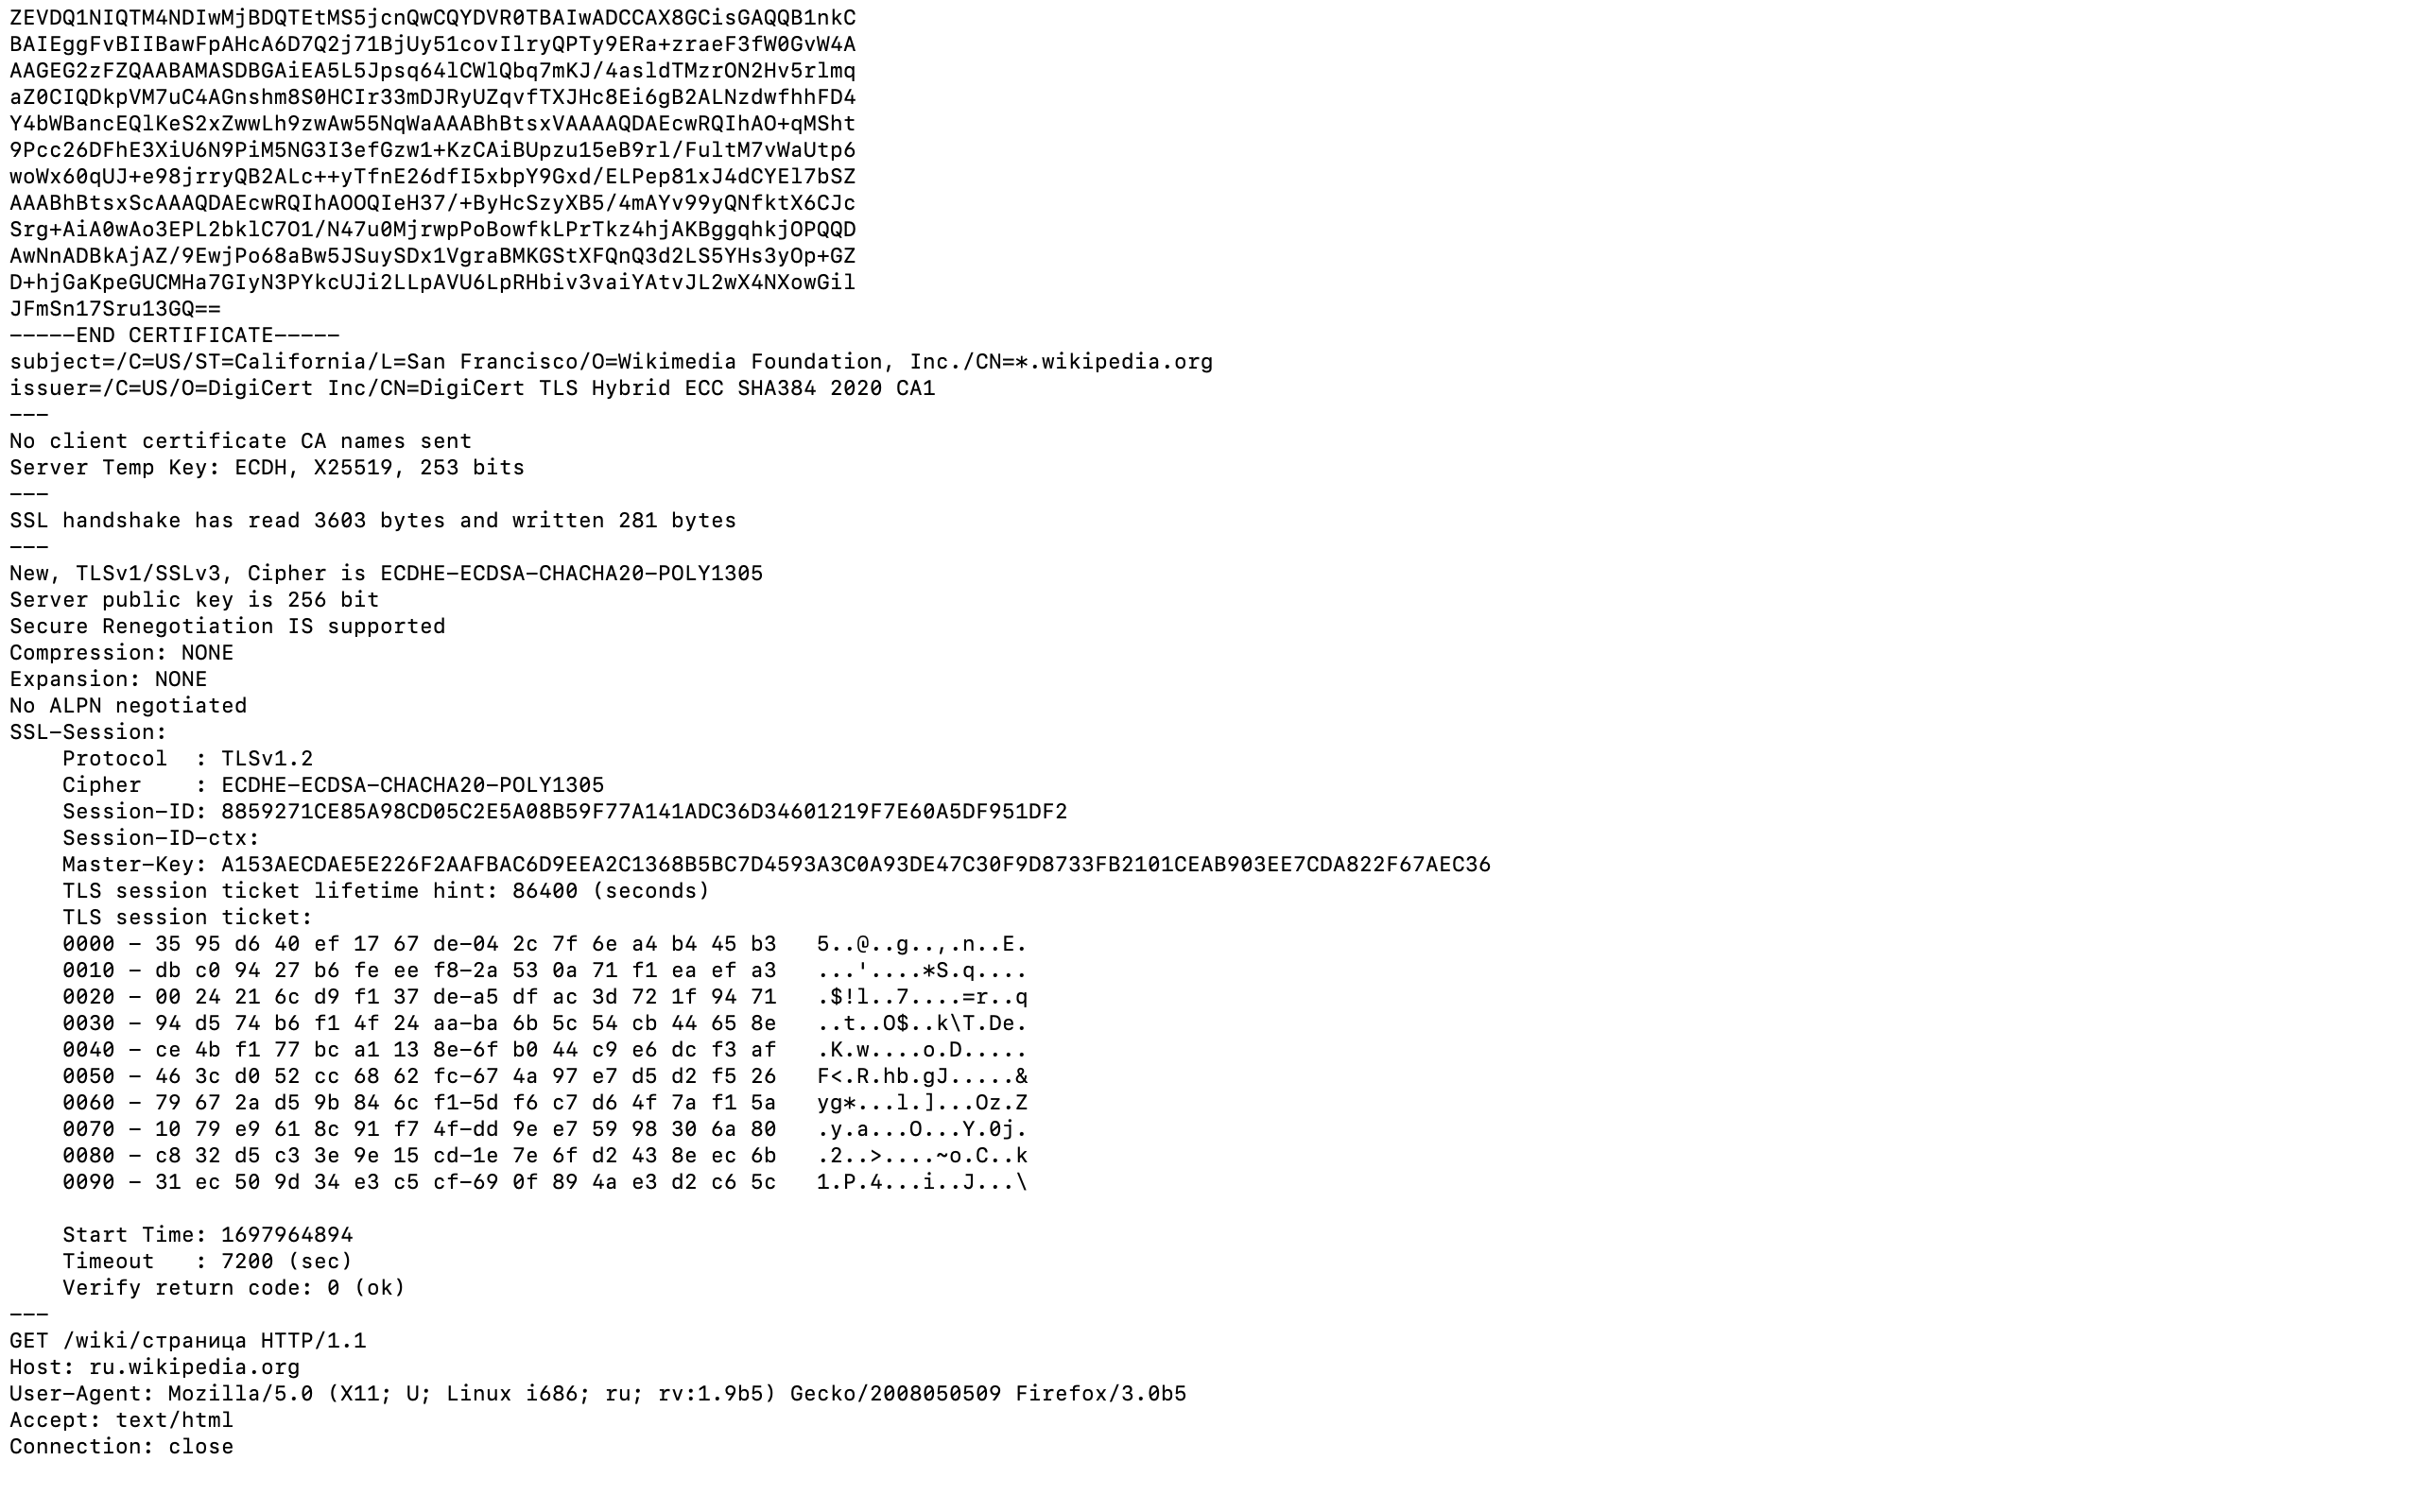 ZEVDQ1NIQTM4NDIwMjBDQTEtMS5jcnQwCQYDVR0TBAIwADCCAX8GCisGAQQB1nkC
BAIEggFvBIIBawFpAHcA6D7Q2j71BjUy51covIlryQPTy9ERa+zraeF3fW0GvW4A
AAGEG2zFZQAABAMASDBGAiEA5L5Jpsq64lCWlQbq7mKJ/4asldTMzrON2Hv5rlmq
aZ0CIQDkpVM7uC4AGnshm8S0HCIr33mDJRyUZqvfTXJHc8Ei6gB2ALNzdwfhhFD4
Y4bWBancEQlKeS2xZwwLh9zwAw55NqWaAAABhBtsxVAAAAQDAEcwRQIhAO+qMSht
9Pcc26DFhE3XiU6N9PiM5NG3I3efGzw1+KzCAiBUpzu15eB9rl/FultM7vWaUtp6
woWx60qUJ+e98jrryQB2ALc++yTfnE26dfI5xbpY9Gxd/ELPep81xJ4dCYEl7bSZ
AAABhBtsxScAAAQDAEcwRQIhAOOQIeH37/+ByHcSzyXB5/4mAYv99yQNfktX6CJc
Srg+AiA0wAo3EPL2bklC7O1/N47u0MjrwpPoBowfkLPrTkz4hjAKBggqhkjOPQQD
AwNnADBkAjAZ/9EwjPo68aBw5JSuySDx1VgraBMKGStXFQnQ3d2LS5YHs3yOp+GZ
D+hjGaKpeGUCMHa7GIyN3PYkcUJi2LLpAVU6LpRHbiv3vaiYAtvJL2wX4NXowGil
JFmSn17Sru13GQ==
-----END CERTIFICATE-----
subject=/C=US/ST=California/L=San Francisco/O=Wikimedia Foundation, Inc./CN=*.wikipedia.org
issuer=/C=US/O=DigiCert Inc/CN=DigiCert TLS Hybrid ECC SHA384 2020 CA1
---
No client certificate CA names sent
Server Temp Key: ECDH, X25519, 253 bits
---
SSL handshake has read 3603 bytes and written 281 bytes
---
New, TLSv1/SSLv3, Cipher is ECDHE-ECDSA-CHACHA20-POLY1305
Server public key is 256 bit
Secure Renegotiation IS supported
Compression: NONE
Expansion: NONE
No ALPN negotiated
SSL-Session:
    Protocol  : TLSv1.2
    Cipher    : ECDHE-ECDSA-CHACHA20-POLY1305
    Session-ID: 8859271CE85A98CD05C2E5A08B59F77A141ADC36D34601219F7E60A5DF951DF2
    Session-ID-ctx:
    Master-Key: A153AECDAE5E226F2AAFBAC6D9EEA2C1368B5BC7D4593A3C0A93DE47C30F9D8733FB2101CEAB903EE7CDA822F67AEC36
    TLS session ticket lifetime hint: 86400 (seconds)
    TLS session ticket:
    0000 - 35 95 d6 40 ef 17 67 de-04 2c 7f 6e a4 b4 45 b3   5..@..g..,.n..E.
    0010 - db c0 94 27 b6 fe ee f8-2a 53 0a 71 f1 ea ef a3   ...'....*S.q....
    0020 - 00 24 21 6c d9 f1 37 de-a5 df ac 3d 72 1f 94 71   .$!l..7....=r..q
    0030 - 94 d5 74 b6 f1 4f 24 aa-ba 6b 5c 54 cb 44 65 8e   ..t..O$..k\T.De.
    0040 - ce 4b f1 77 bc a1 13 8e-6f b0 44 c9 e6 dc f3 af   .K.w....o.D.....
    0050 - 46 3c d0 52 cc 68 62 fc-67 4a 97 e7 d5 d2 f5 26   F<.R.hb.gJ.....&
    0060 - 79 67 2a d5 9b 84 6c f1-5d f6 c7 d6 4f 7a f1 5a   yg*...l.]...Oz.Z
    0070 - 10 79 e9 61 8c 91 f7 4f-dd 9e e7 59 98 30 6a 80   .y.a...O...Y.0j.
    0080 - c8 32 d5 c3 3e 9e 15 cd-1e 7e 6f d2 43 8e ec 6b   .2..>....~o.C..k
    0090 - 31 ec 50 9d 34 e3 c5 cf-69 0f 89 4a e3 d2 c6 5c   1.P.4...i..J...\
    Start Time: 1697964894
    Timeout   : 7200 (sec)
    Verify return code: 0 (ok)
---
GET /wiki/страница HTTP/1.1
Host: ru.wikipedia.org
User-Agent: Mozilla/5.0 (X11; U; Linux i686; ru; rv:1.9b5) Gecko/2008050509 Firefox/3.0b5
Accept: text/html
Connection: close